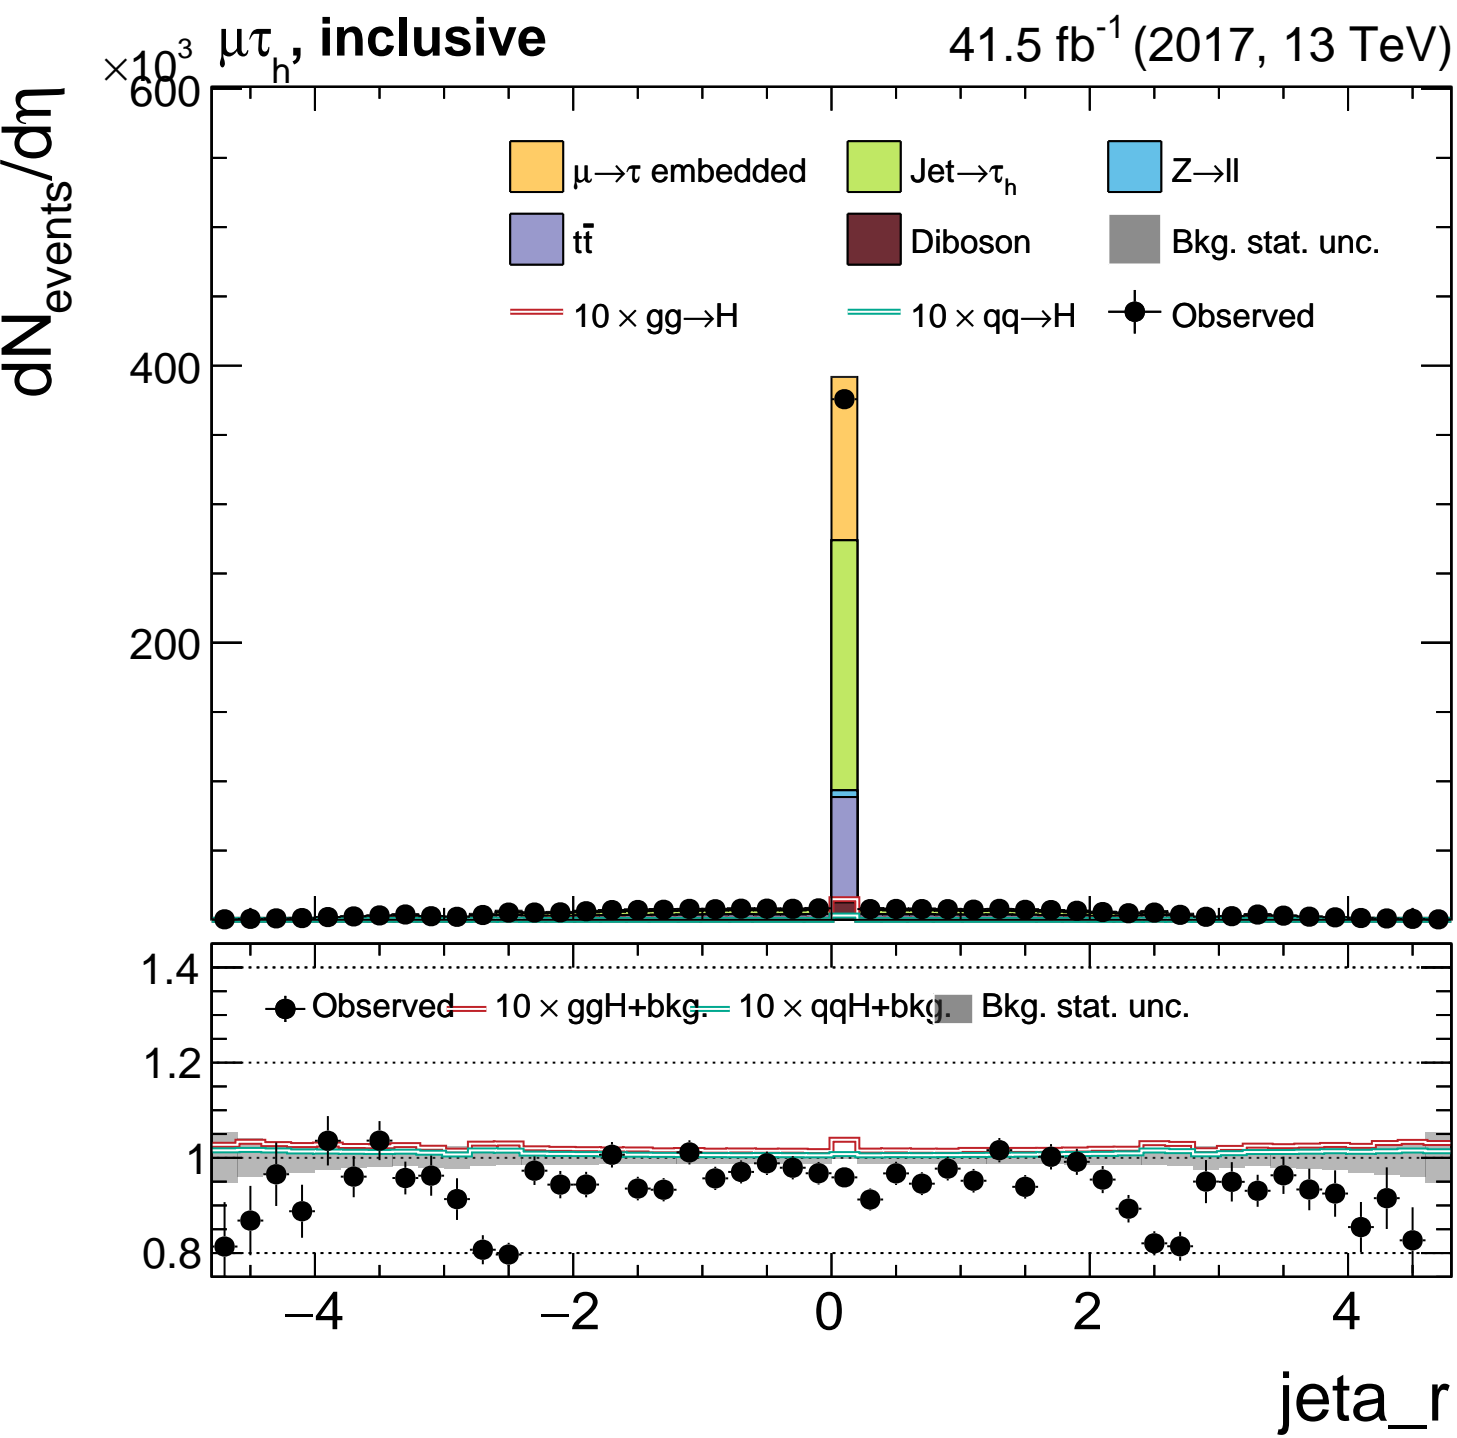 ×10³ μτₕ, inclusive 41.5 fb⁻¹ (2017, 13 TeV)
dN_events/dη
600
400
200
μ→τ embedded Jet→τₕ Z→ll
tt̄ Diboson Bkg. stat. unc.
10 × gg→H 10 × qq→H Observed
1.4
1.2
1
0.8
Observed 10 × ggH+bkg. 10 × qqH+bkg. Bkg. stat. unc.
−4 −2 0 2 4
jeta_r